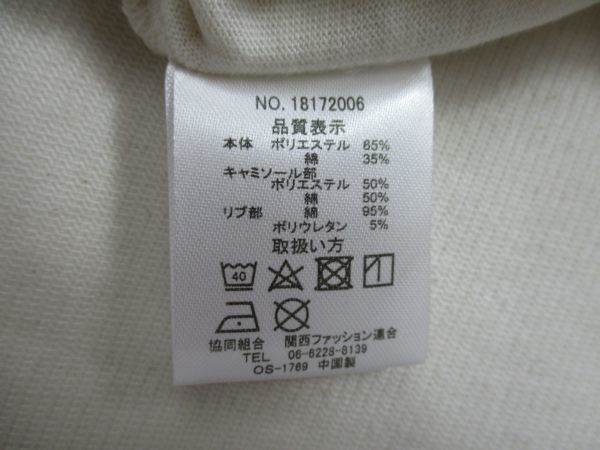 NO. 18172006
品質表示
本体 ポリエステル 65%
綿 35%
キャミソール部
ポリエステル 50%
綿 50%
リブ部 綿 95%
ポリウレタン 5%
取扱い方
40
協同組合 関西ファッション連合
TEL 06-6228-8139
OS-1769 中国製